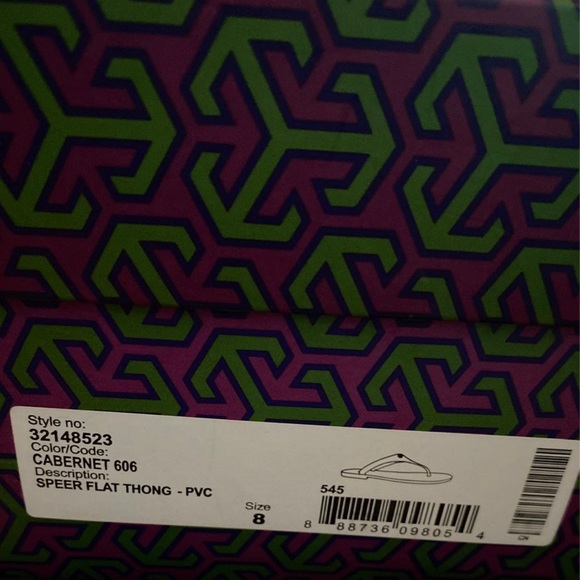 Style no:
32148523
Color/Code:
CABERNET 606
Description:
SPEER FLAT THONG - PVC
Size
8
545
8 88736 09805 4
CN